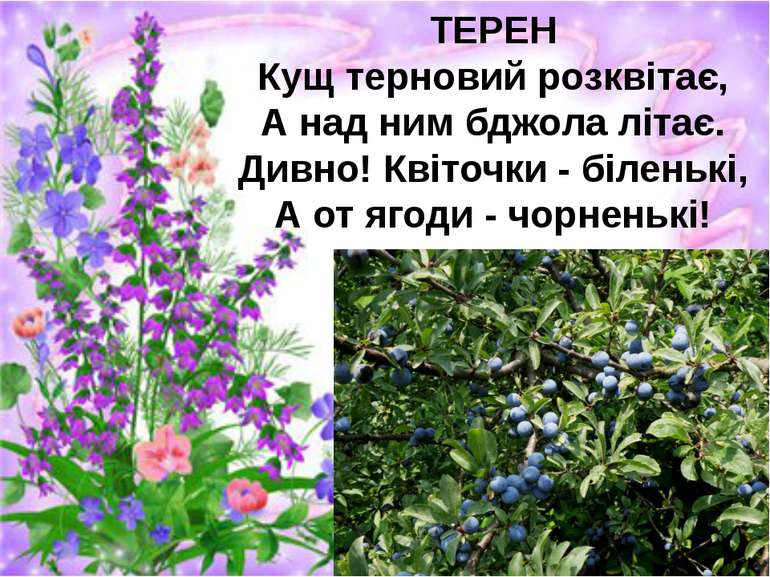 ТЕРЕН
Кущ терновий розквітає,
А над ним бджола літає.
Дивно! Квіточки - біленькі,
А от ягоди - чорненькі!